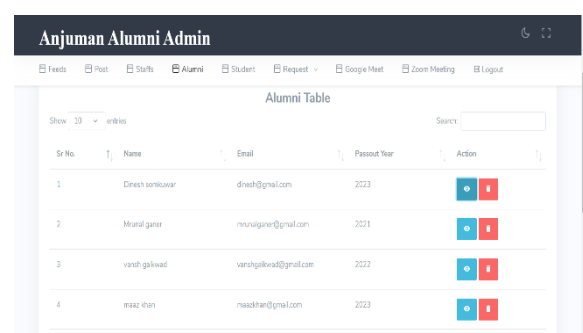 Anjuman Alumni Admin
Feeds Post Staffs Alumni Student Request Google Meet Zoom Meeting Logout
Alumni Table
Show 10 entries Search:
Sr No. Name Email Passout Year Action
1 Dinesh somkuwar dinesh@gmail.com 2023
2 Mrunal ganer mrunalganer@gmail.com 2021
3 vansh gaikwad vanshgaikwad@gmail.com 2022
4 maaz khan maazkhan@gmail.com 2023